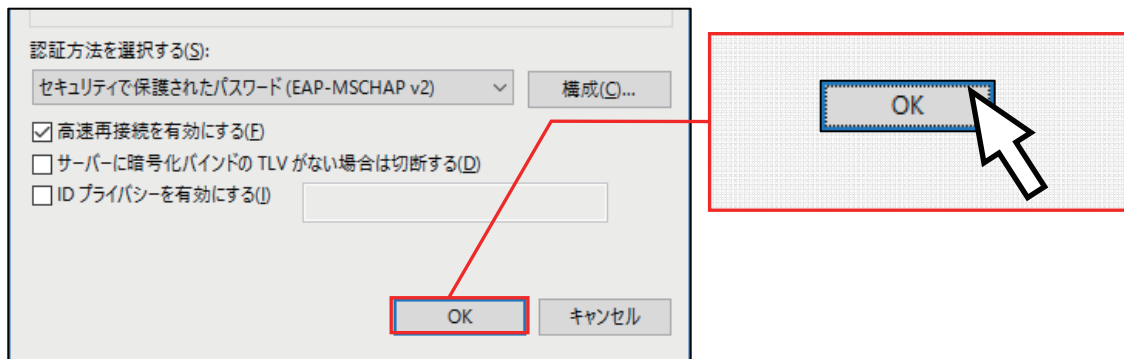 認証方法を選択する(S):
セキュリティで保護されたパスワード (EAP-MSCHAP v2)
構成(C)...
高速再接続を有効にする(F)
サーバーに暗号化バインドの TLV がない場合は切断する(D)
ID プライバシーを有効にする(I)
OK
キャンセル
OK